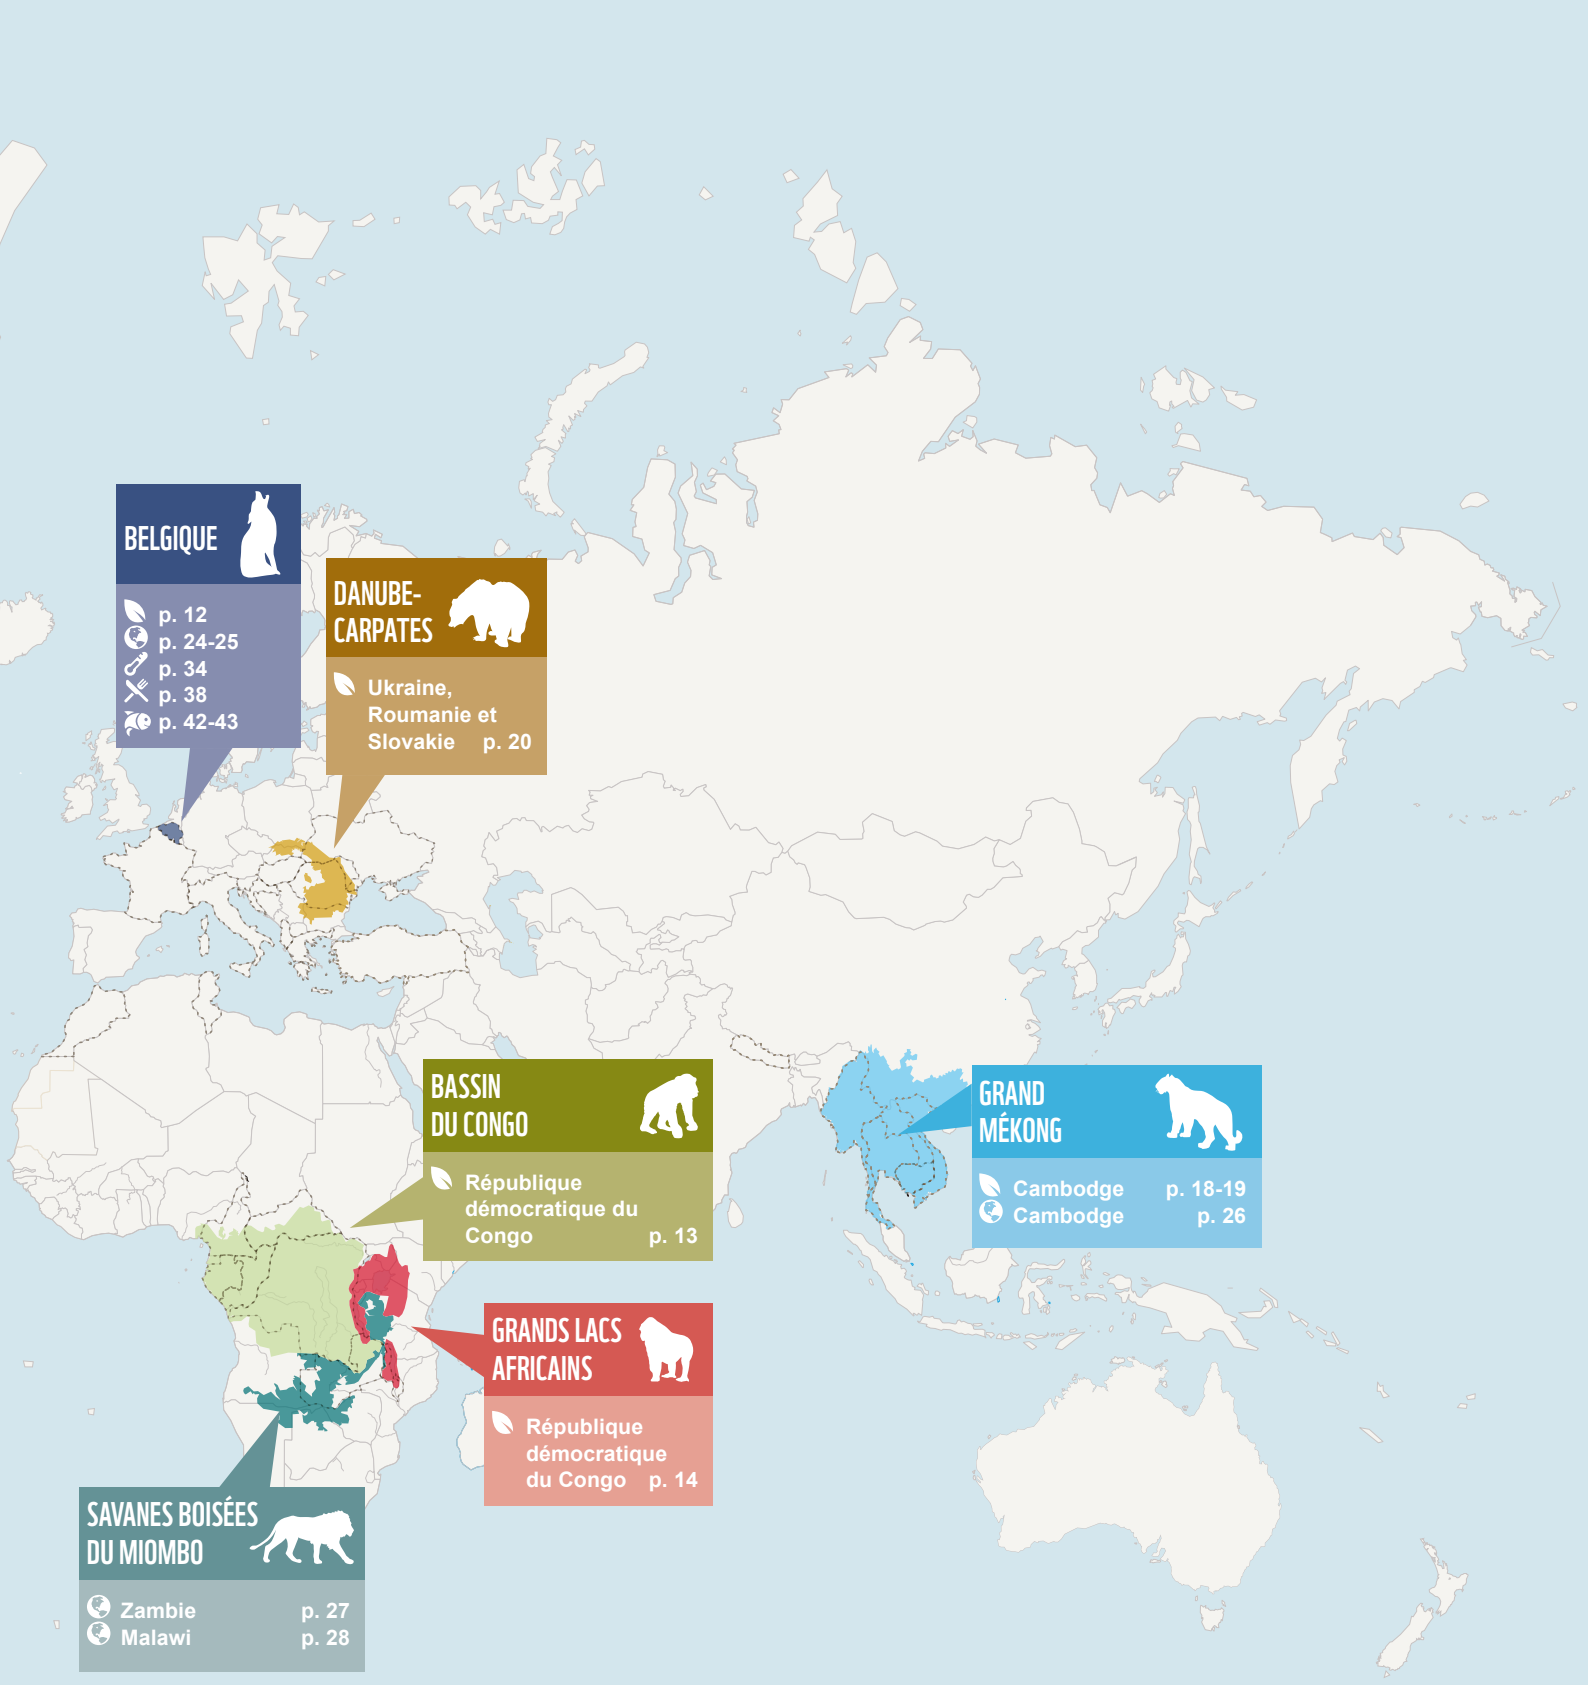 BELGIQUE
p. 12
p. 24-25
p. 34
p. 38
p. 42-43
DANUBE-
CARPATES
Ukraine,
Roumanie et
Slovakie p. 20
BASSIN
DU CONGO
République
démocratique du
Congo p. 13
GRAND
MÉKONG
Cambodge p. 18-19
Cambodge p. 26
GRANDS LACS
AFRICAINS
République
démocratique
du Congo p. 14
SAVANES BOISÉES
DU MIOMBO
Zambie p. 27
Malawi p. 28